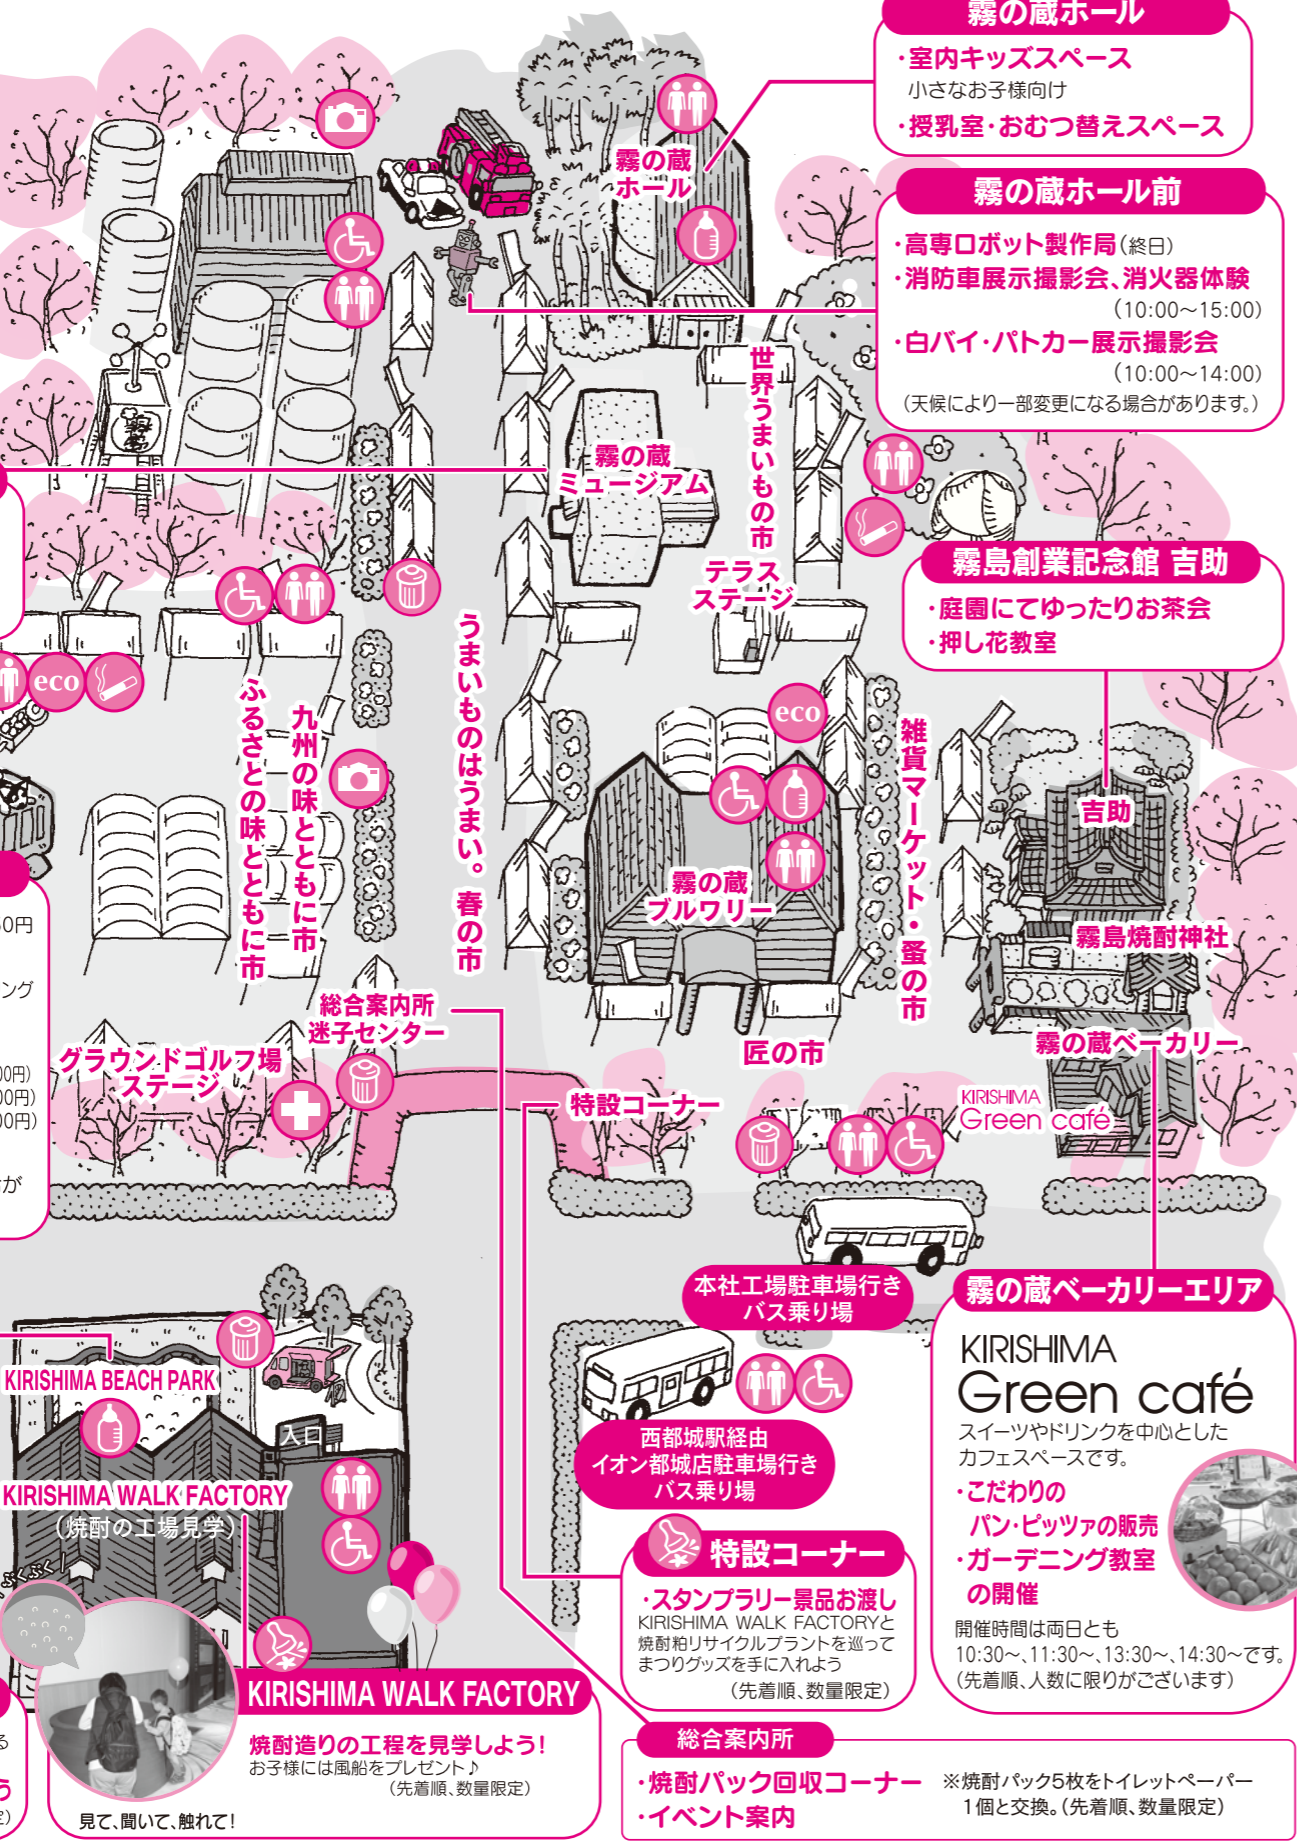 霧の蔵ホール
・室内キッズスペース
小さなお子様向け
・授乳室・おむつ替えスペース
霧の蔵ホール前
・高専ロボット製作局（終日）
・消防車展示撮影会、消火器体験
（10:00～15:00）
・白バイ・パトカー展示撮影会
（10:00～14:00）
（天候により一部変更になる場合があります。）
霧の蔵
ホール
世界うまいもの市
霧の蔵
ミュージアム
テラス
ステージ
霧島創業記念館 吉助
・庭園にてゆったりお茶会
・押し花教室
eco
うまいものはうまい。春の市
九州の味とともに市
ふるさとの味とともに市
eco
雑貨マーケット・蚤の市
吉助
霧の蔵
ブルワリー
霧島焼酎神社
総合案内所
迷子センター
グラウンドゴルフ場
ステージ
匠の市
霧の蔵ベーカリー
特設コーナー
KIRISHIMA
Green café
0円
ング
00円）
00円）
00円）
が
本社工場駐車場行き
バス乗り場
西都城駅経由
イオン都城店駐車場行き
バス乗り場
KIRISHIMA BEACH PARK
入口
KIRISHIMA WALK FACTORY
（焼酎の工場見学）
ぷくぷくー
霧の蔵ベーカリーエリア
KIRISHIMA
Green café
スイーツやドリンクを中心とした
カフェスペースです。
・こだわりの
パン・ピッツァの販売
・ガーデニング教室
の開催
開催時間は両日とも
10:30～、11:30～、13:30～、14:30～です。
（先着順、人数に限りがございます）
特設コーナー
・スタンプラリー景品お渡し
KIRISHIMA WALK FACTORYと
焼酎粕リサイクルプラントを巡って
まつりグッズを手に入れよう
（先着順、数量限定）
KIRISHIMA WALK FACTORY
焼酎造りの工程を見学しよう！
お子様には風船をプレゼント♪
（先着順、数量限定）
見て、聞いて、触れて！
る
う
総合案内所
・焼酎パック回収コーナー
※焼酎パック5枚をトイレットペーパー
1個と交換。（先着順、数量限定）
・イベント案内